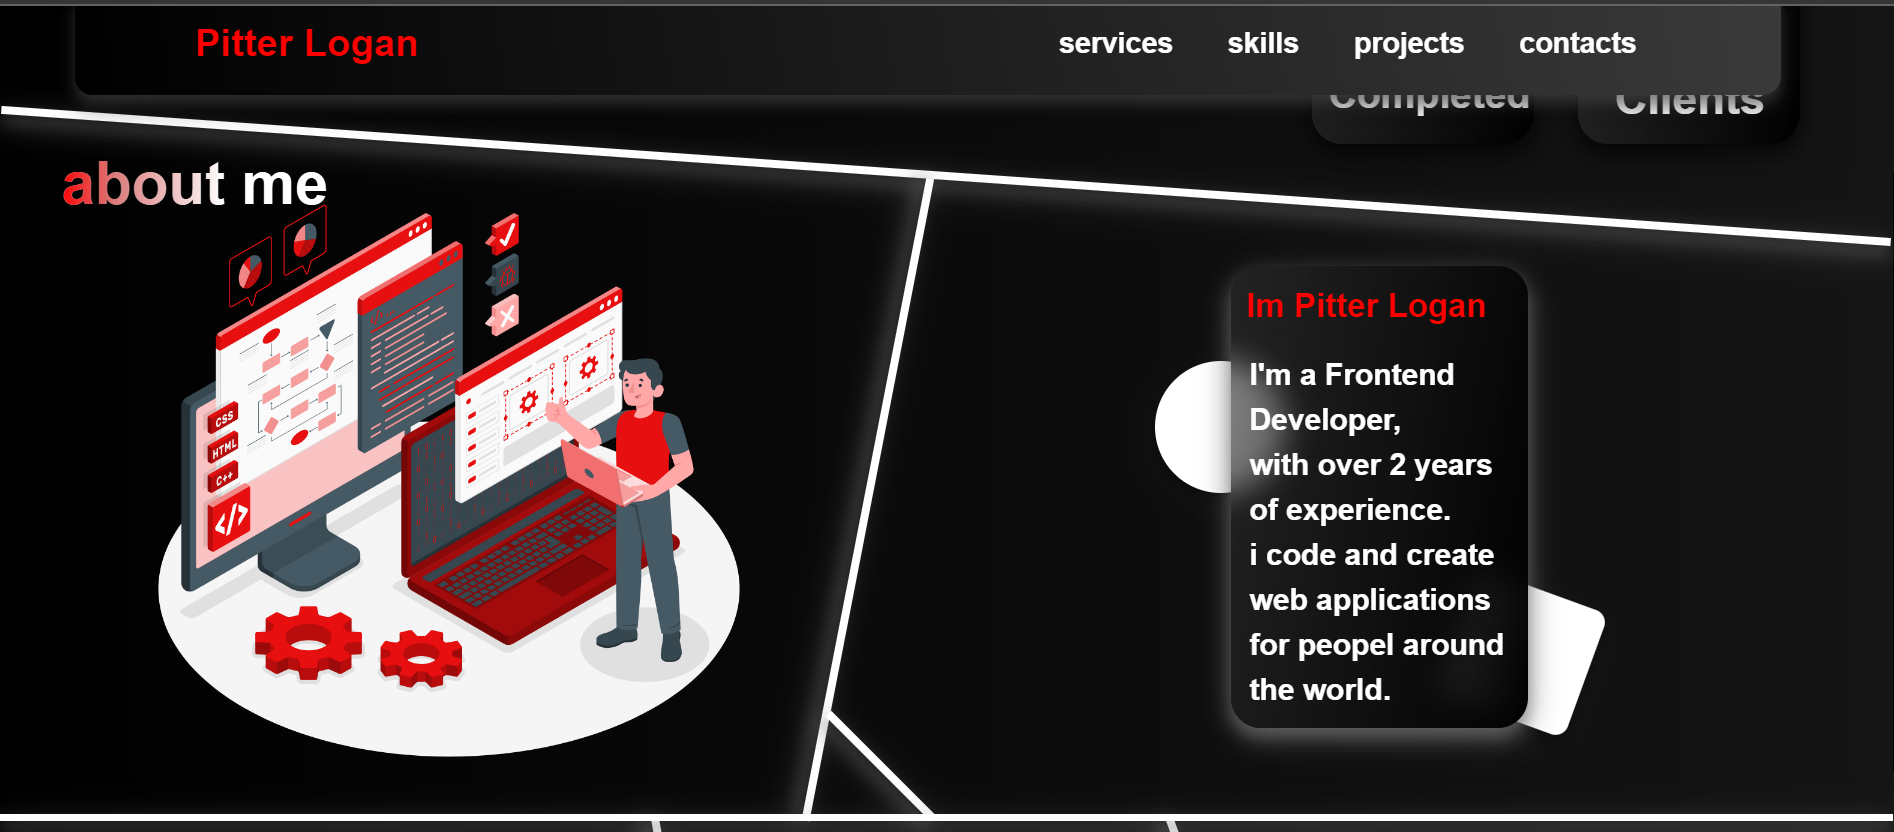 Pitter Logan
services skills projects contacts
Completed
Clients
about me
CSS
HTML
C++
</>
Im Pitter Logan
I'm a Frontend
Developer,
with over 2 years
of experience.
i code and create
web applications
for peopel around
the world.